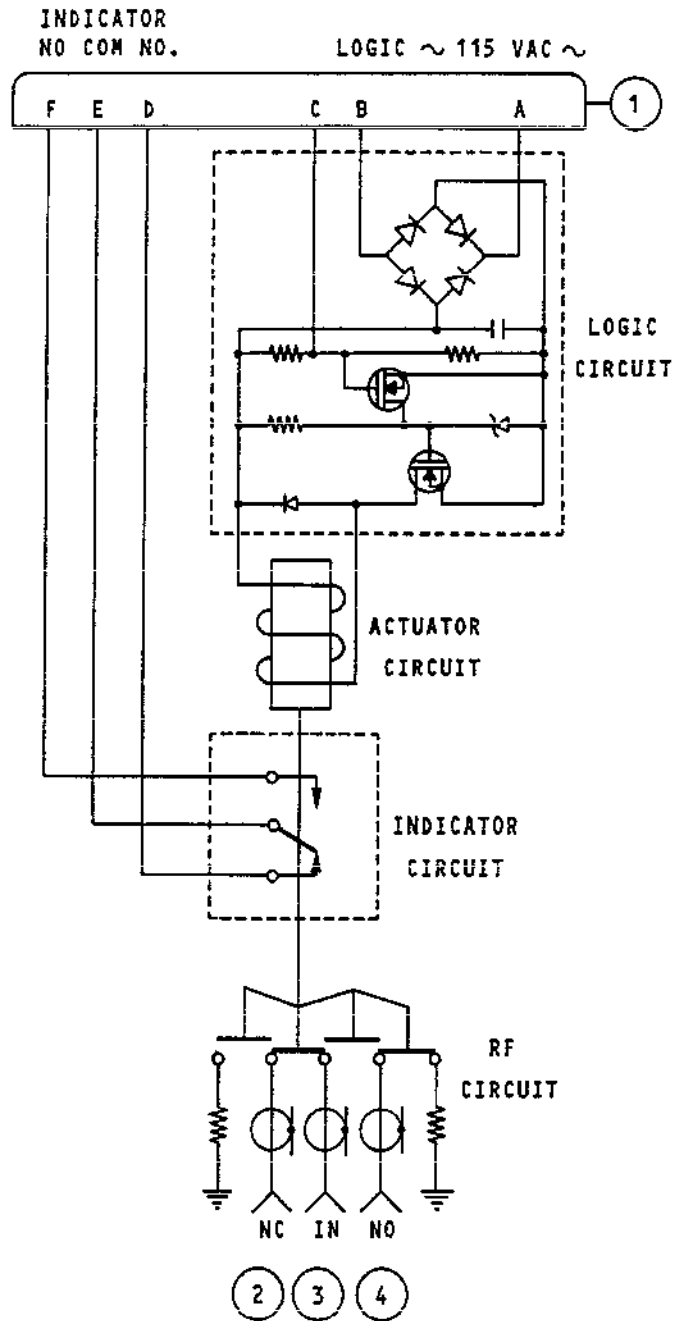 INDICATOR
NO COM NO.
LOGIC ~ 115 VAC ~
F E D C B A
1
LOGIC
CIRCUIT
ACTUATOR
CIRCUIT
INDICATOR
CIRCUIT
RF
CIRCUIT
NC IN NO
2 3 4